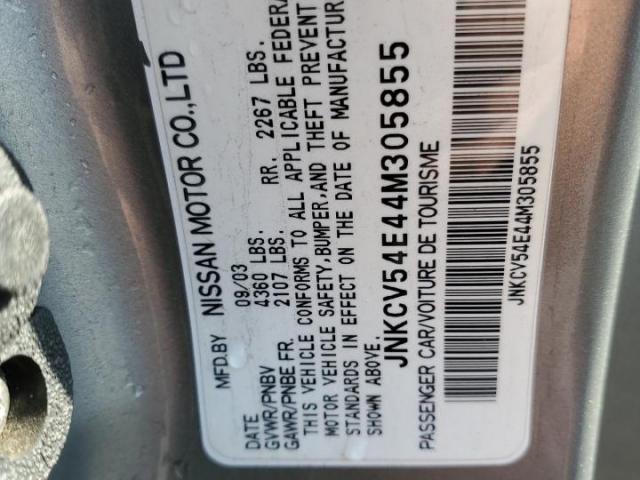 MFD.BY NISSAN MOTOR CO.,LTD
DATE 09/03
GVWR/PNBV 4360 LBS.
GAWR/PNBE FR. 2107 LBS. RR. 2267 LBS.
THIS VEHICLE CONFORMS TO ALL APPLICABLE FEDERA
MOTOR VEHICLE SAFETY, BUMPER, AND THEFT PREVENT
STANDARDS IN EFFECT ON THE DATE OF MANUFACTUR
SHOWN ABOVE.
JNKCV54E44M305855
PASSENGER CAR/VOITURE DE TOURISME
JNKCV54E44M305855